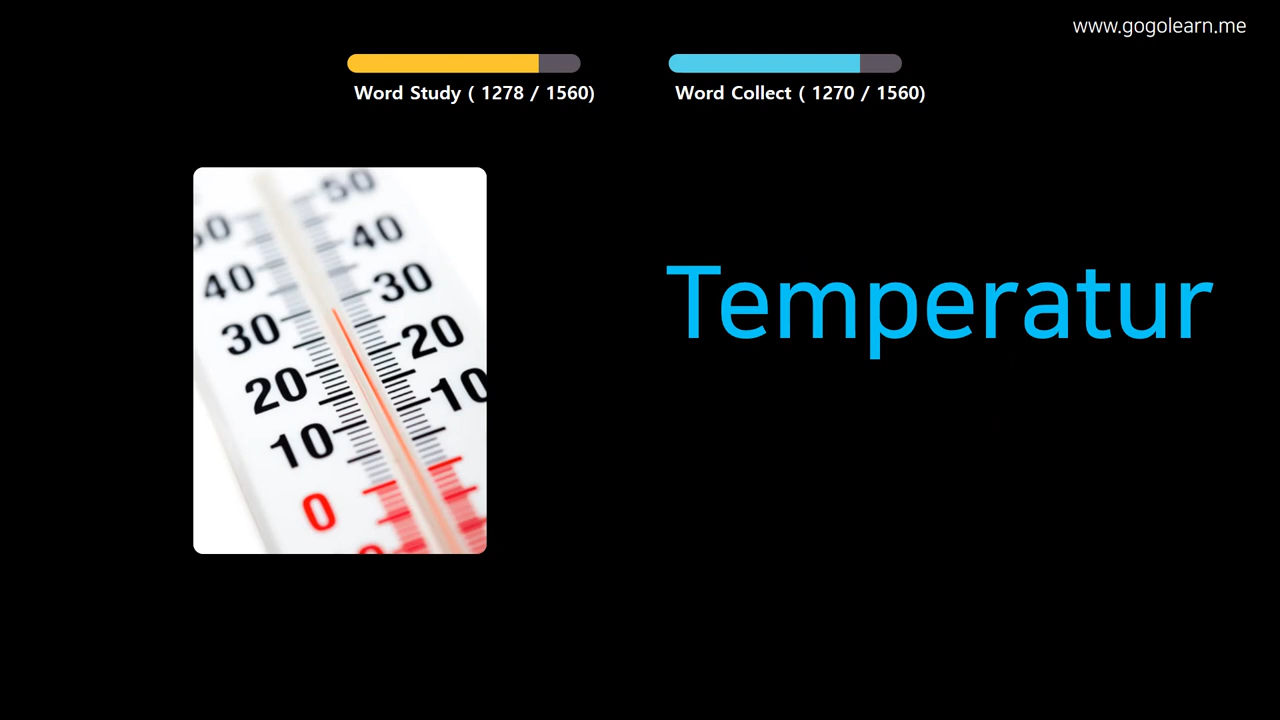 www.gogolearn.me
Word Study ( 1278 / 1560)
Word Collect ( 1270 / 1560)
50
40
40
30
30
20
20
10
10
0
Temperatur